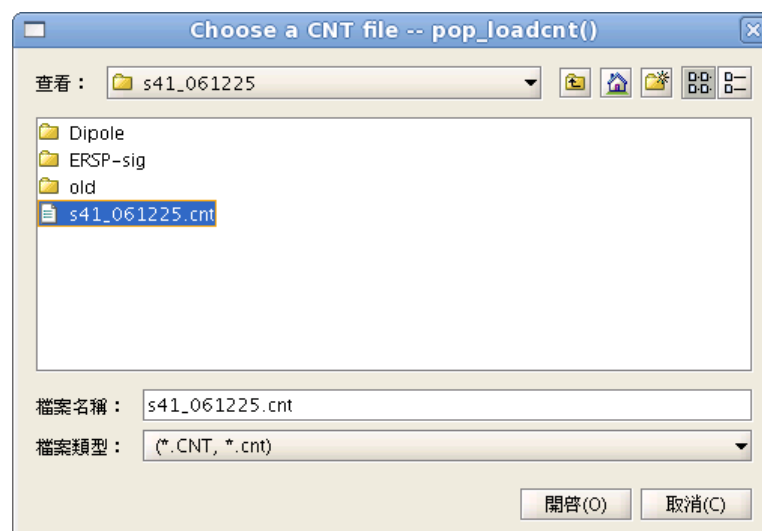 Choose a CNT file -- pop_loadcnt()
查看： s41_061225
Dipole
ERSP-sig
old
s41_061225.cnt
檔案名稱： s41_061225.cnt
檔案類型： (*.CNT, *.cnt)
開啓(O) 取消(C)